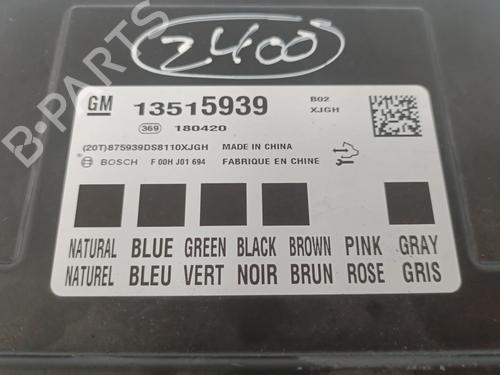 2400
GM 13515939 B02
XJGH
369 180420
(20T)875939DS8110XJGH MADE IN CHINA
BOSCH F 00H J01 694 FABRIQUE EN CHINE
NATURAL BLUE GREEN BLACK BROWN PINK GRAY
NATUREL BLEU VERT NOIR BRUN ROSE GRIS
B-PARTS